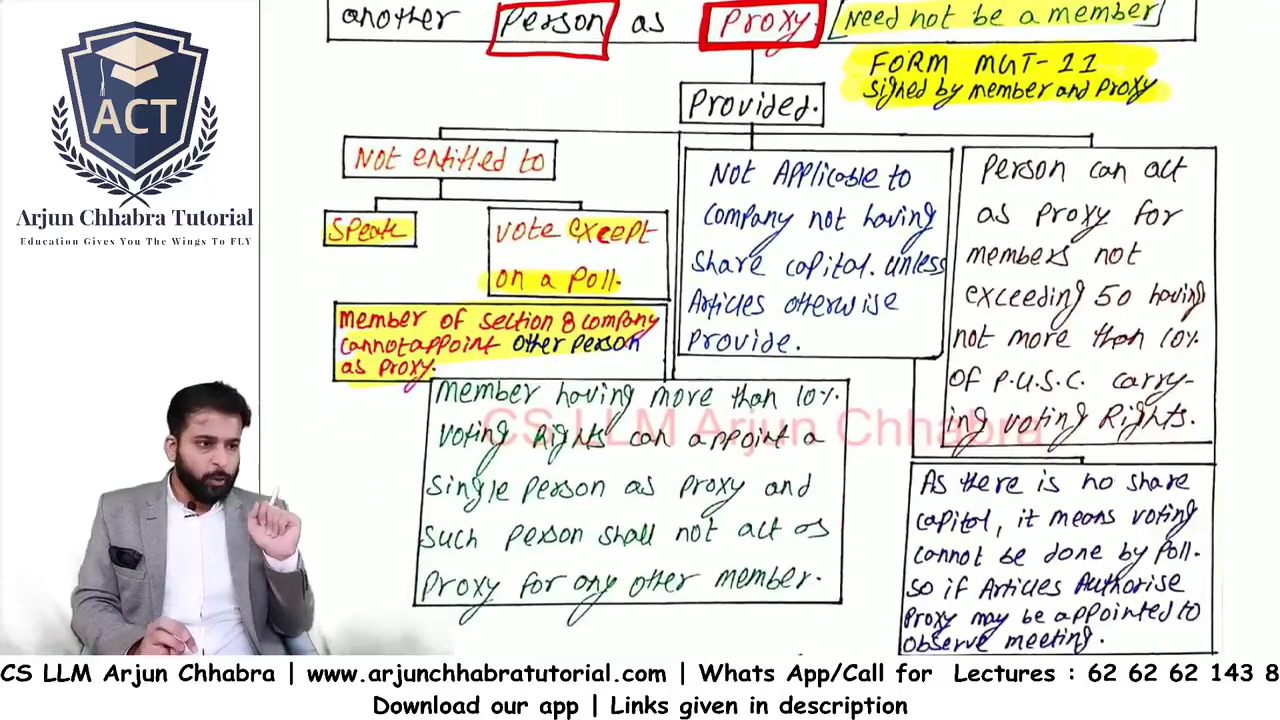 another Person as Proxy. Need not be a member
FORM MGT-11
signed by member and Proxy
Provided.
Not entitled to
Speak
vote except
on a poll.
Member of section 8 company
cannot appoint other person
as proxy.
Not Applicable to
company not having
share capital. unless
Articles otherwise
provide.
Person can act
as proxy for
members not
exceeding 50 having
not more than 10%
of P.U.S.C. carry-
ing voting Rights.
Member having more than 10%
voting Rights can appoint a
single person as proxy and
such person shall not act as
proxy for any other member.
As there is no share
capital, it means voting
cannot be done by poll.
so if Articles Authorise
Proxy may be appointed to
observe meeting.
CS LLM Arjun Chhabra
ACT
Arjun Chhabra Tutorial
Education Gives You The Wings To FLY
CS LLM Arjun Chhabra | www.arjunchhabratutorial.com | Whats App/Call for Lectures : 62 62 62 143 8
Download our app | Links given in description